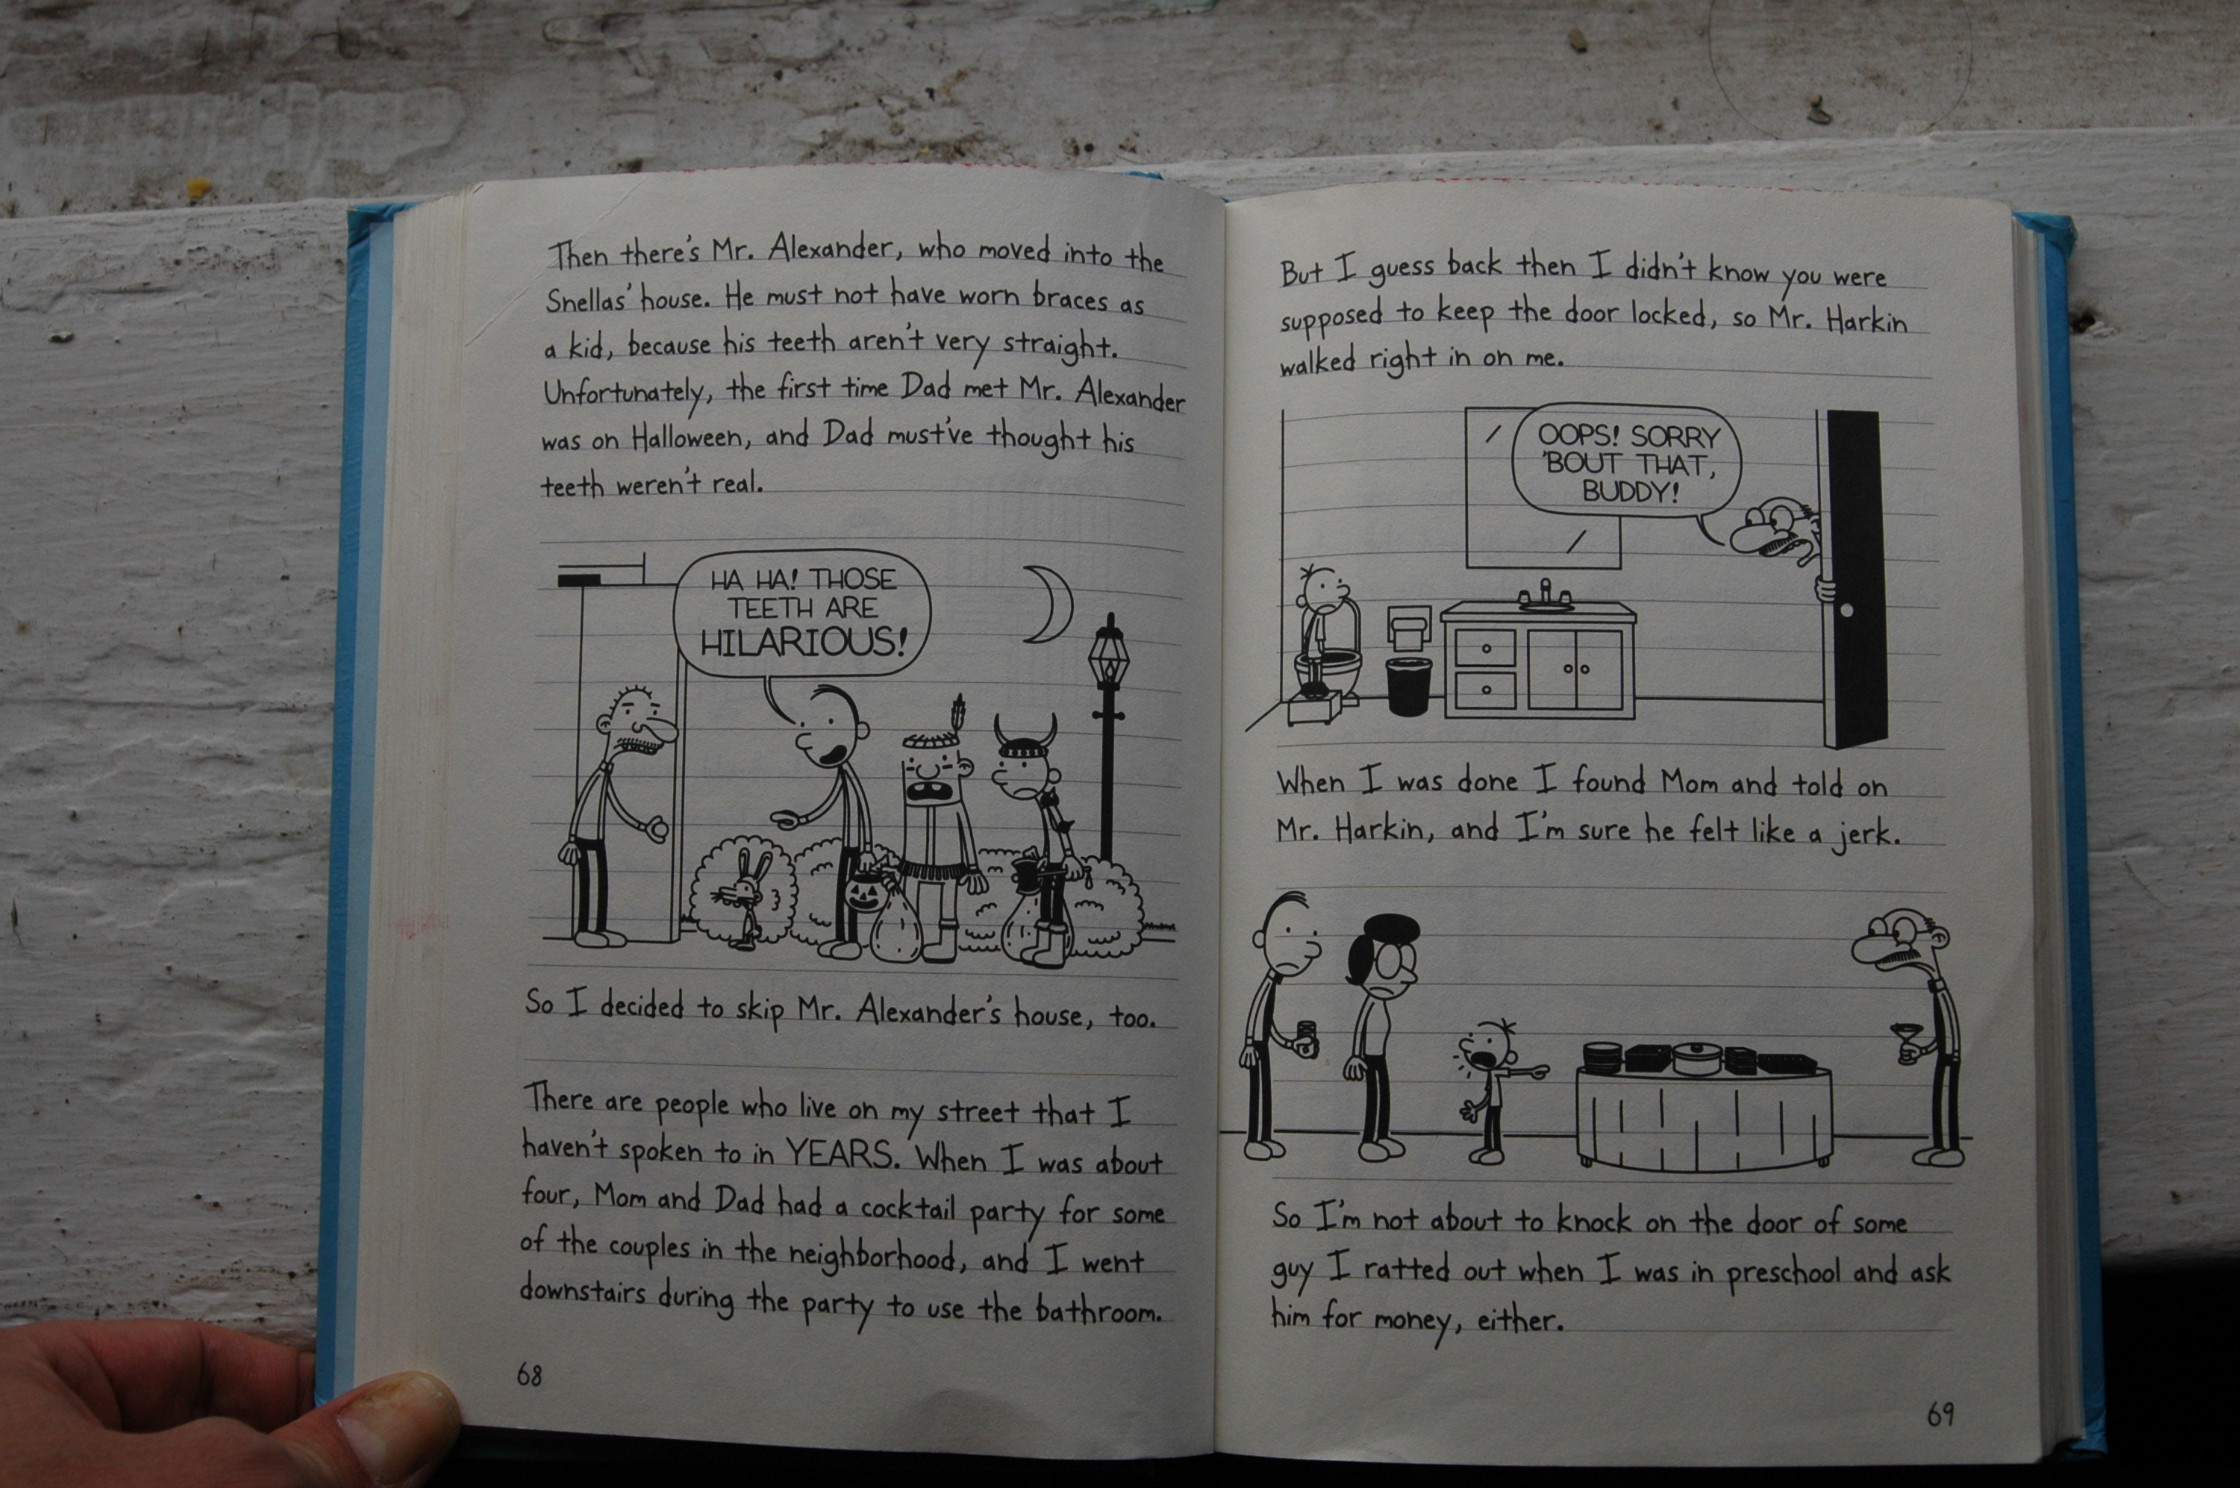 Then there's Mr. Alexander, who moved into the
Snellas' house. He must not have worn braces as
a kid, because his teeth aren't very straight.
Unfortunately, the first time Dad met Mr. Alexander
was on Halloween, and Dad must've thought his
teeth weren't real.
HA HA! THOSE
TEETH ARE
HILARIOUS!
So I decided to skip Mr. Alexander's house, too.
There are people who live on my street that I
haven't spoken to in YEARS. When I was about
four, Mom and Dad had a cocktail party for some
of the couples in the neighborhood, and I went
downstairs during the party to use the bathroom.
68
But I guess back then I didn't know you were
supposed to keep the door locked, so Mr. Harkin
walked right in on me.
OOPS! SORRY
'BOUT THAT,
BUDDY!
When I was done I found Mom and told on
Mr. Harkin, and I'm sure he felt like a jerk.
So I'm not about to knock on the door of some
guy I ratted out when I was in preschool and ask
him for money, either.
69